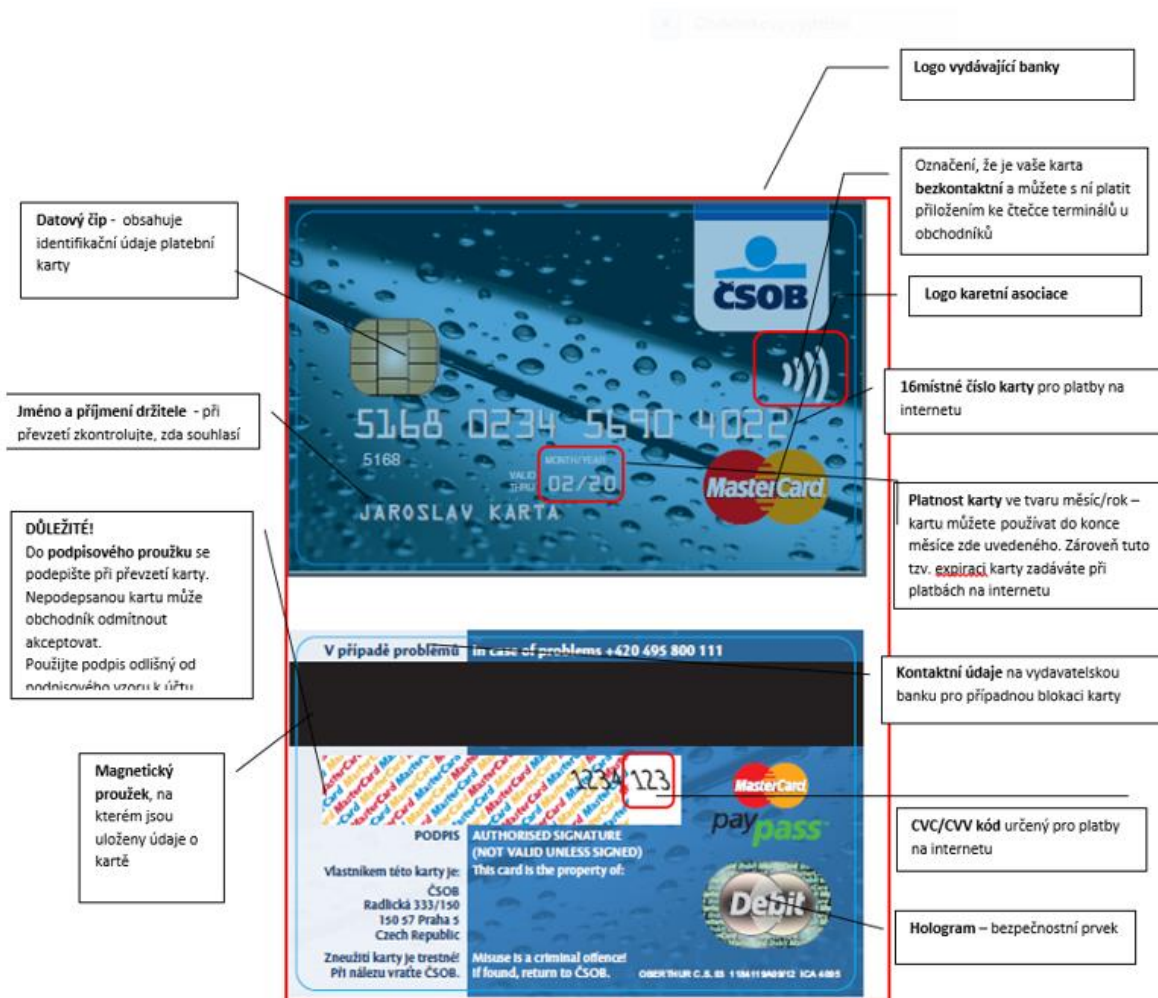 Logo vydávající banky
Označení, že je vaše karta
bezkontaktní a můžete s ní platit
přiložením ke čtečce terminálů u
obchodníků
Datový čip - obsahuje
identifikační údaje platební
karty
Logo karetní asociace
ČSOB
16místné číslo karty pro platby na
internetu
Jméno a příjmení držitele - při
převzetí zkontrolujte, zda souhlasí
5168 0234 5690 4022
5168
MONTH/YEAR
VALID
THRU
02/20
MasterCard
JAROSLAV KARTA
Platnost karty ve tvaru měsíc/rok –
kartu můžete používat do konce
měsíce zde uvedeného. Zároveň tuto
tzv. expiraci karty zadáváte při
platbách na internetu
DŮLEŽITÉ!
Do podpisového proužku se
podepište při převzetí karty.
Nepodepsanou kartu může
obchodník odmítnout
akceptovat.
Použijte podpis odlišný od
podpisového vzoru k účtu
V případě problémů in case of problems +420 495 800 111
Kontaktní údaje na vydavatelskou
banku pro případnou blokaci karty
Magnetický
proužek, na
kterém jsou
uloženy údaje o
kartě
1234 123
MasterCard
paypass
CVC/CVV kód určený pro platby
na internetu
PODPIS AUTHORISED SIGNATURE
(NOT VALID UNLESS SIGNED)
Vlastníkem této karty je: This card is the property of:
ČSOB
Radlická 333/150
150 57 Praha 5
Czech Republic
Debit
Hologram – bezpečnostní prvek
Zneužití karty je trestné! Misuse is a criminal offence!
Při nálezu vraťte ČSOB. If found, return to ČSOB.
OBERTHUR C.S.